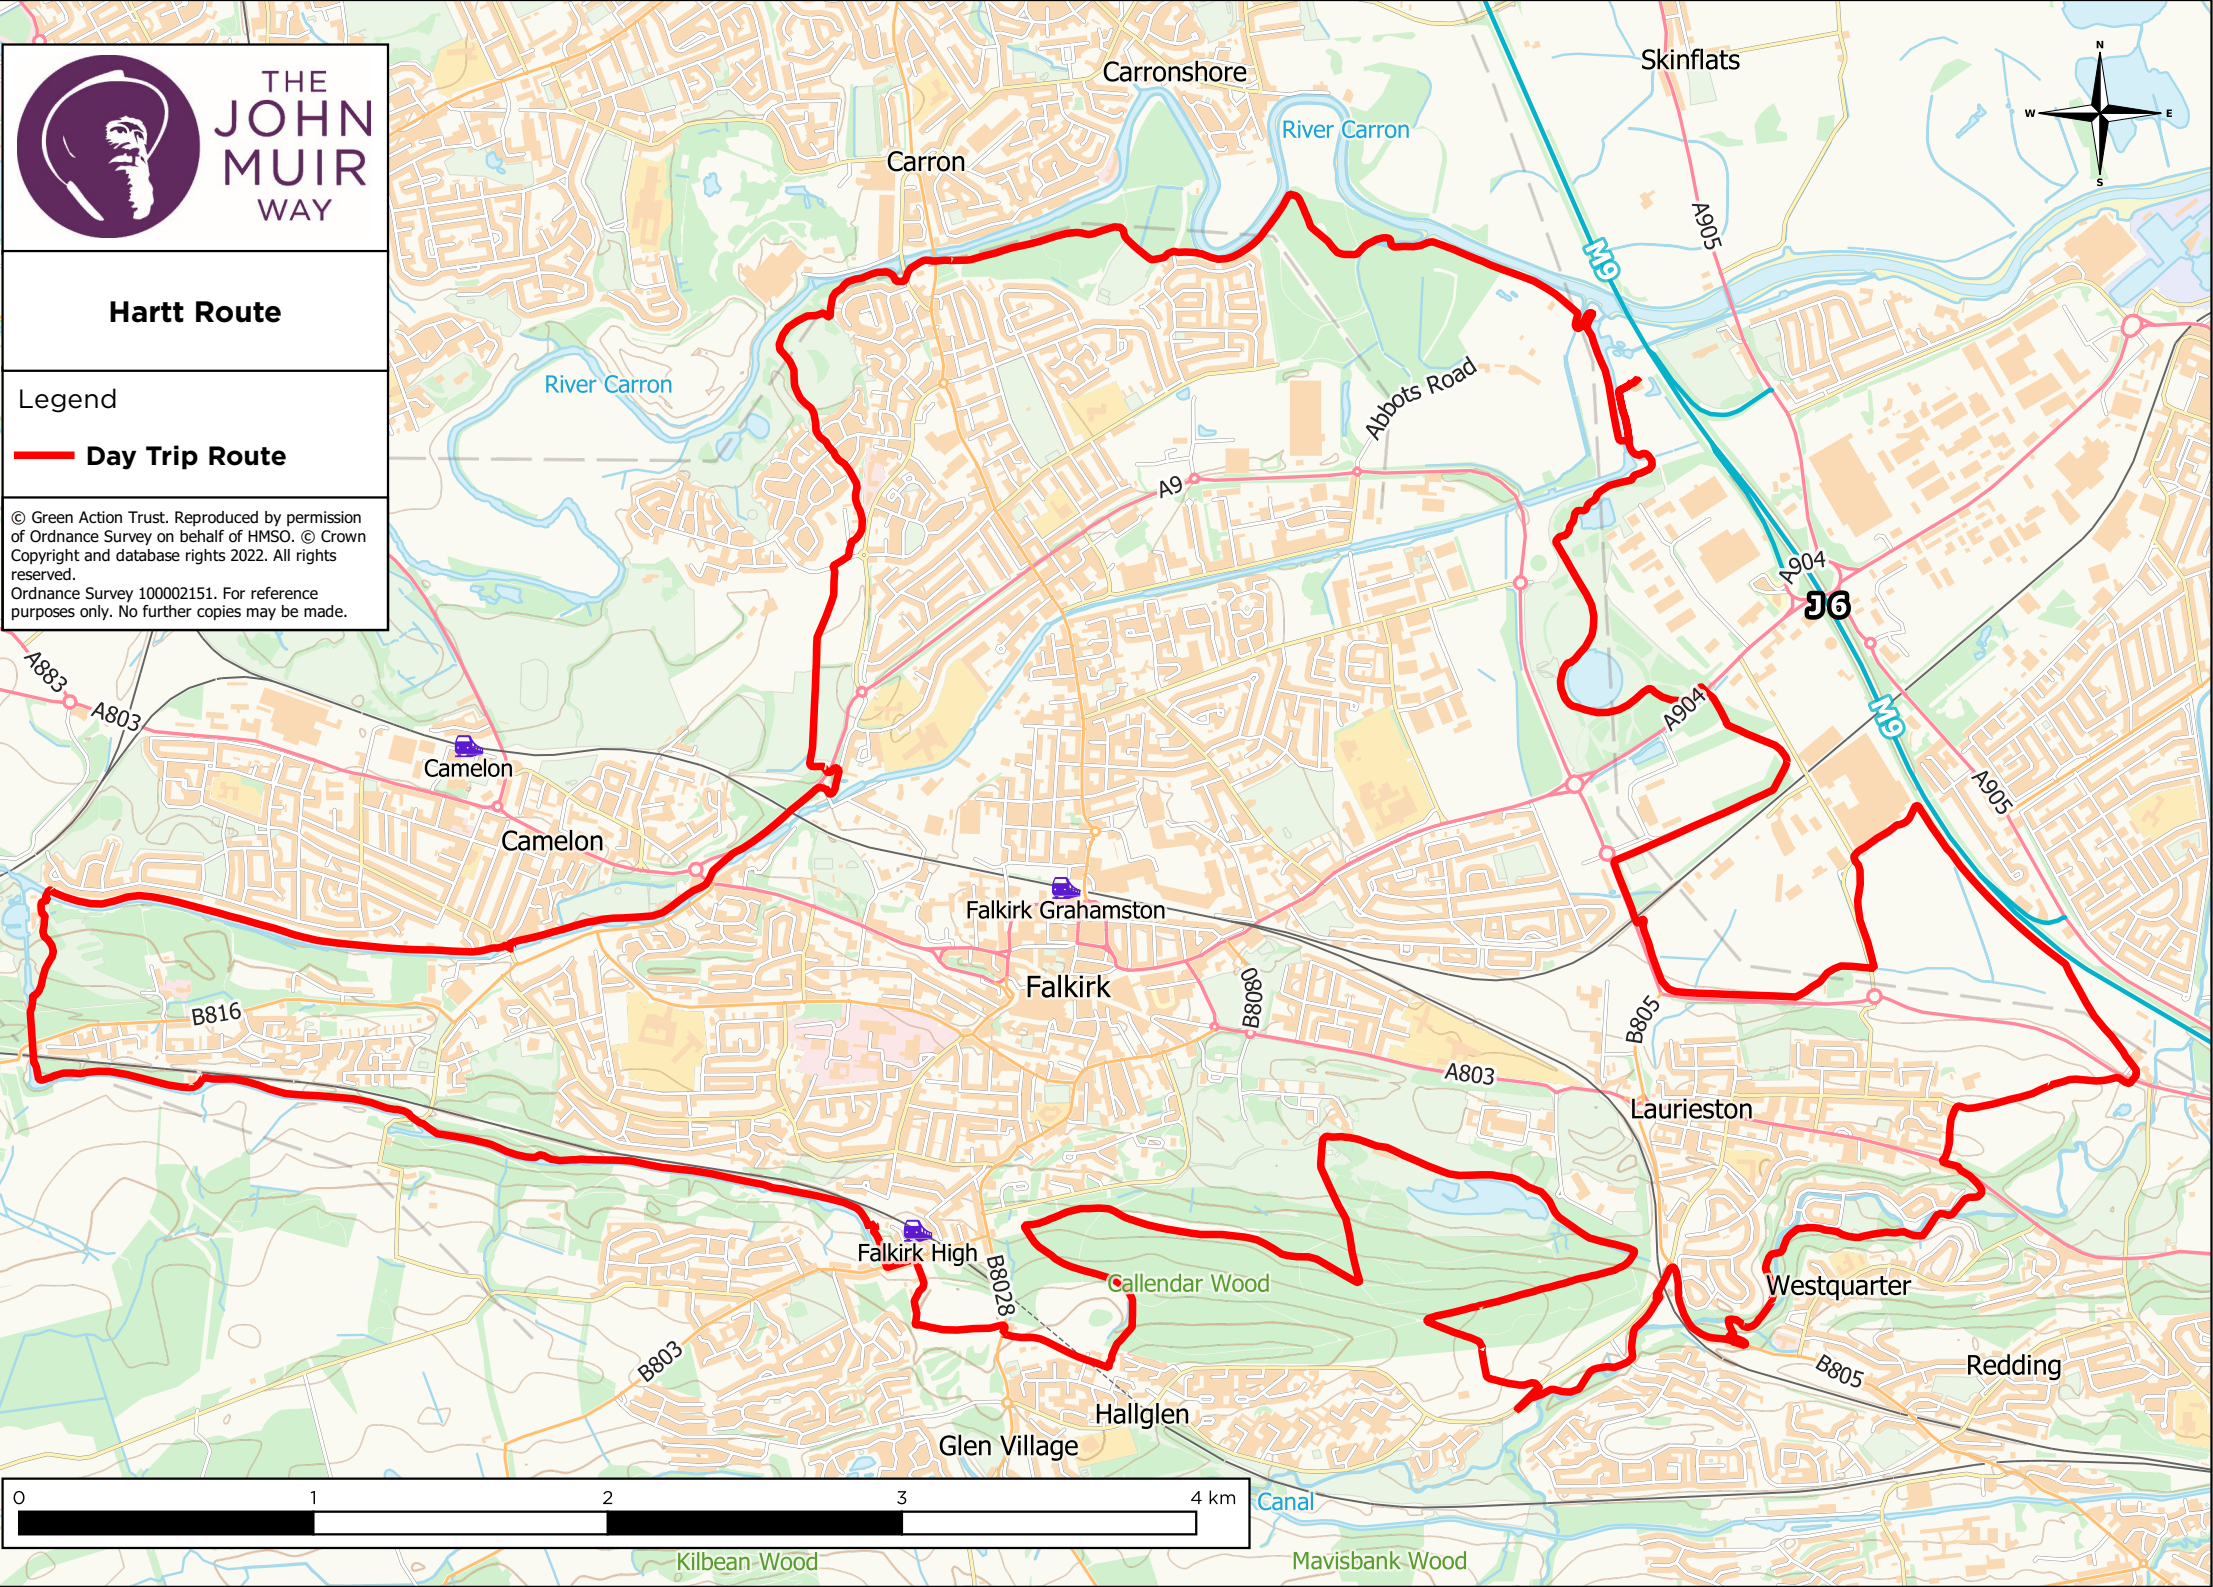 THE
JOHN
MUIR
WAY
Hartt Route
Legend
Day Trip Route
© Green Action Trust. Reproduced by permission
of Ordnance Survey on behalf of HMSO. © Crown
Copyright and database rights 2022. All rights
reserved.
Ordnance Survey 100002151. For reference
purposes only. No further copies may be made.
N
W
E
S
Skinflats
Carronshore
River Carron
Carron
A905
M9
River Carron
Abbots Road
A9
A904
J6
A883
A803
Camelon
A904
M9
A905
Camelon
Falkirk Grahamston
Falkirk
B8080
B816
B805
A803
Laurieston
Falkirk High
B8028
Callendar Wood
Westquarter
B803
B805
Redding
Hallglen
Glen Village
0
1
2
3
4 km
Canal
Kilbean Wood
Mavisbank Wood